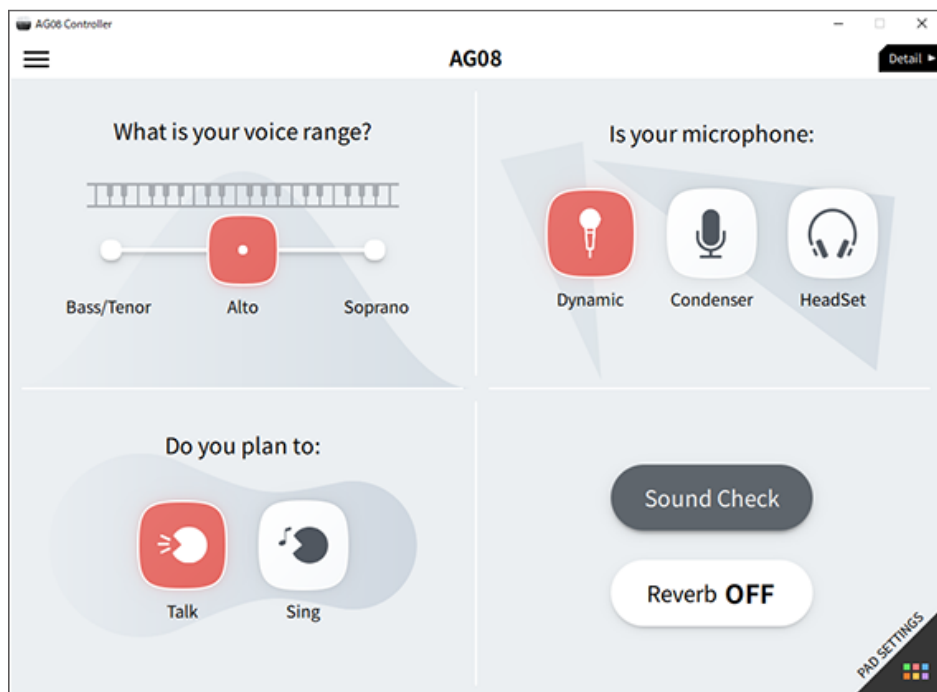 AG08 Controller
AG08
Detail
What is your voice range?
Bass/Tenor
Alto
Soprano
Is your microphone:
Dynamic
Condenser
HeadSet
Do you plan to:
Talk
Sing
Sound Check
Reverb OFF
PAD SETTINGS